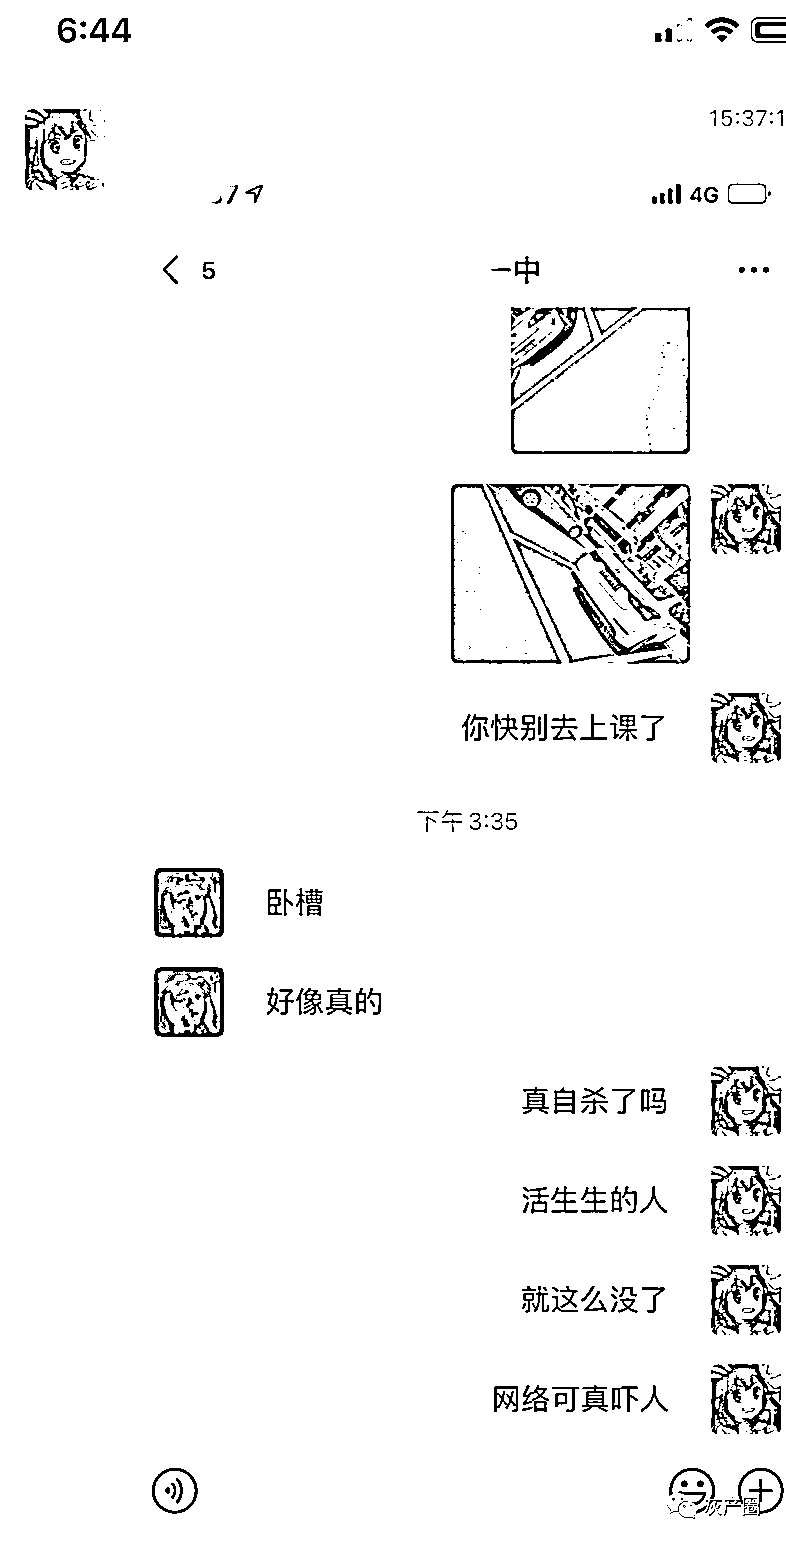 6:44
15:37:1
4G
5
一中
你快别去上课了
下午 3:35
卧槽
好像真的
真自杀了吗
活生生的人
就这么没了
网络可真吓人
灰产圈